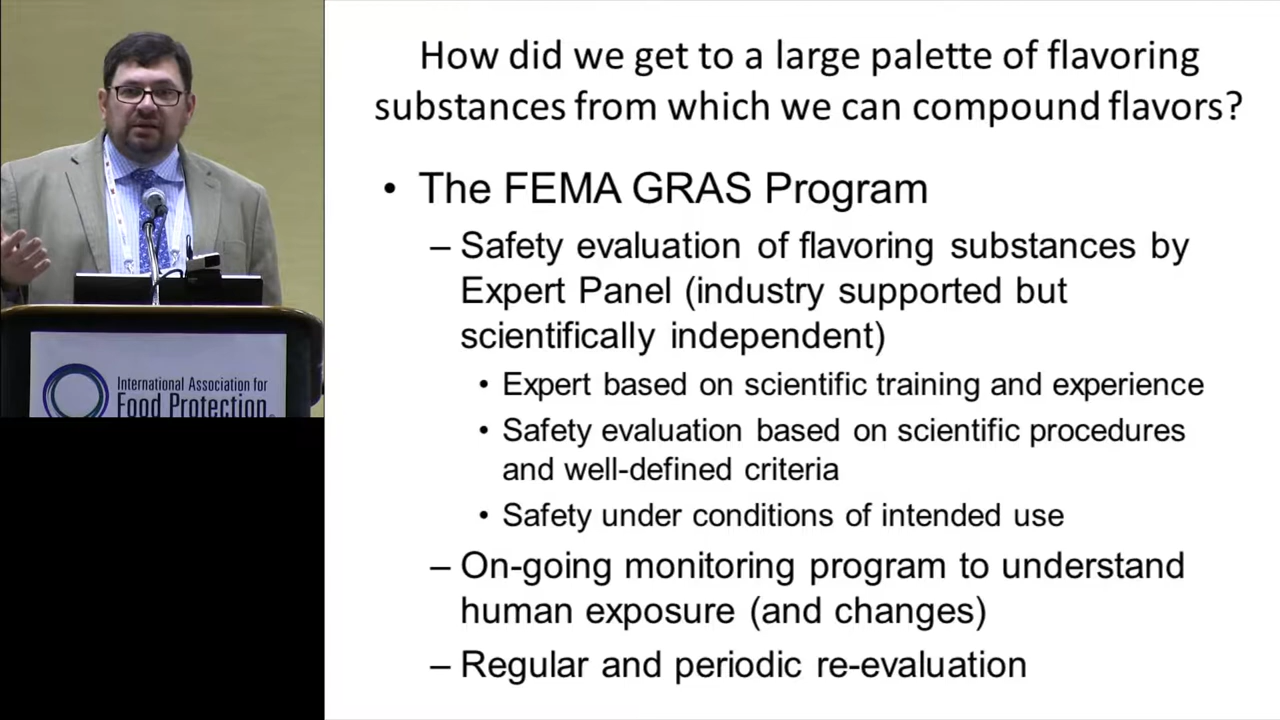 How did we get to a large palette of flavoring
substances from which we can compound flavors?
• The FEMA GRAS Program
– Safety evaluation of flavoring substances by
Expert Panel (industry supported but
scientifically independent)
• Expert based on scientific training and experience
• Safety evaluation based on scientific procedures
and well-defined criteria
• Safety under conditions of intended use
– On-going monitoring program to understand
human exposure (and changes)
– Regular and periodic re-evaluation
International Association for
Food Protection